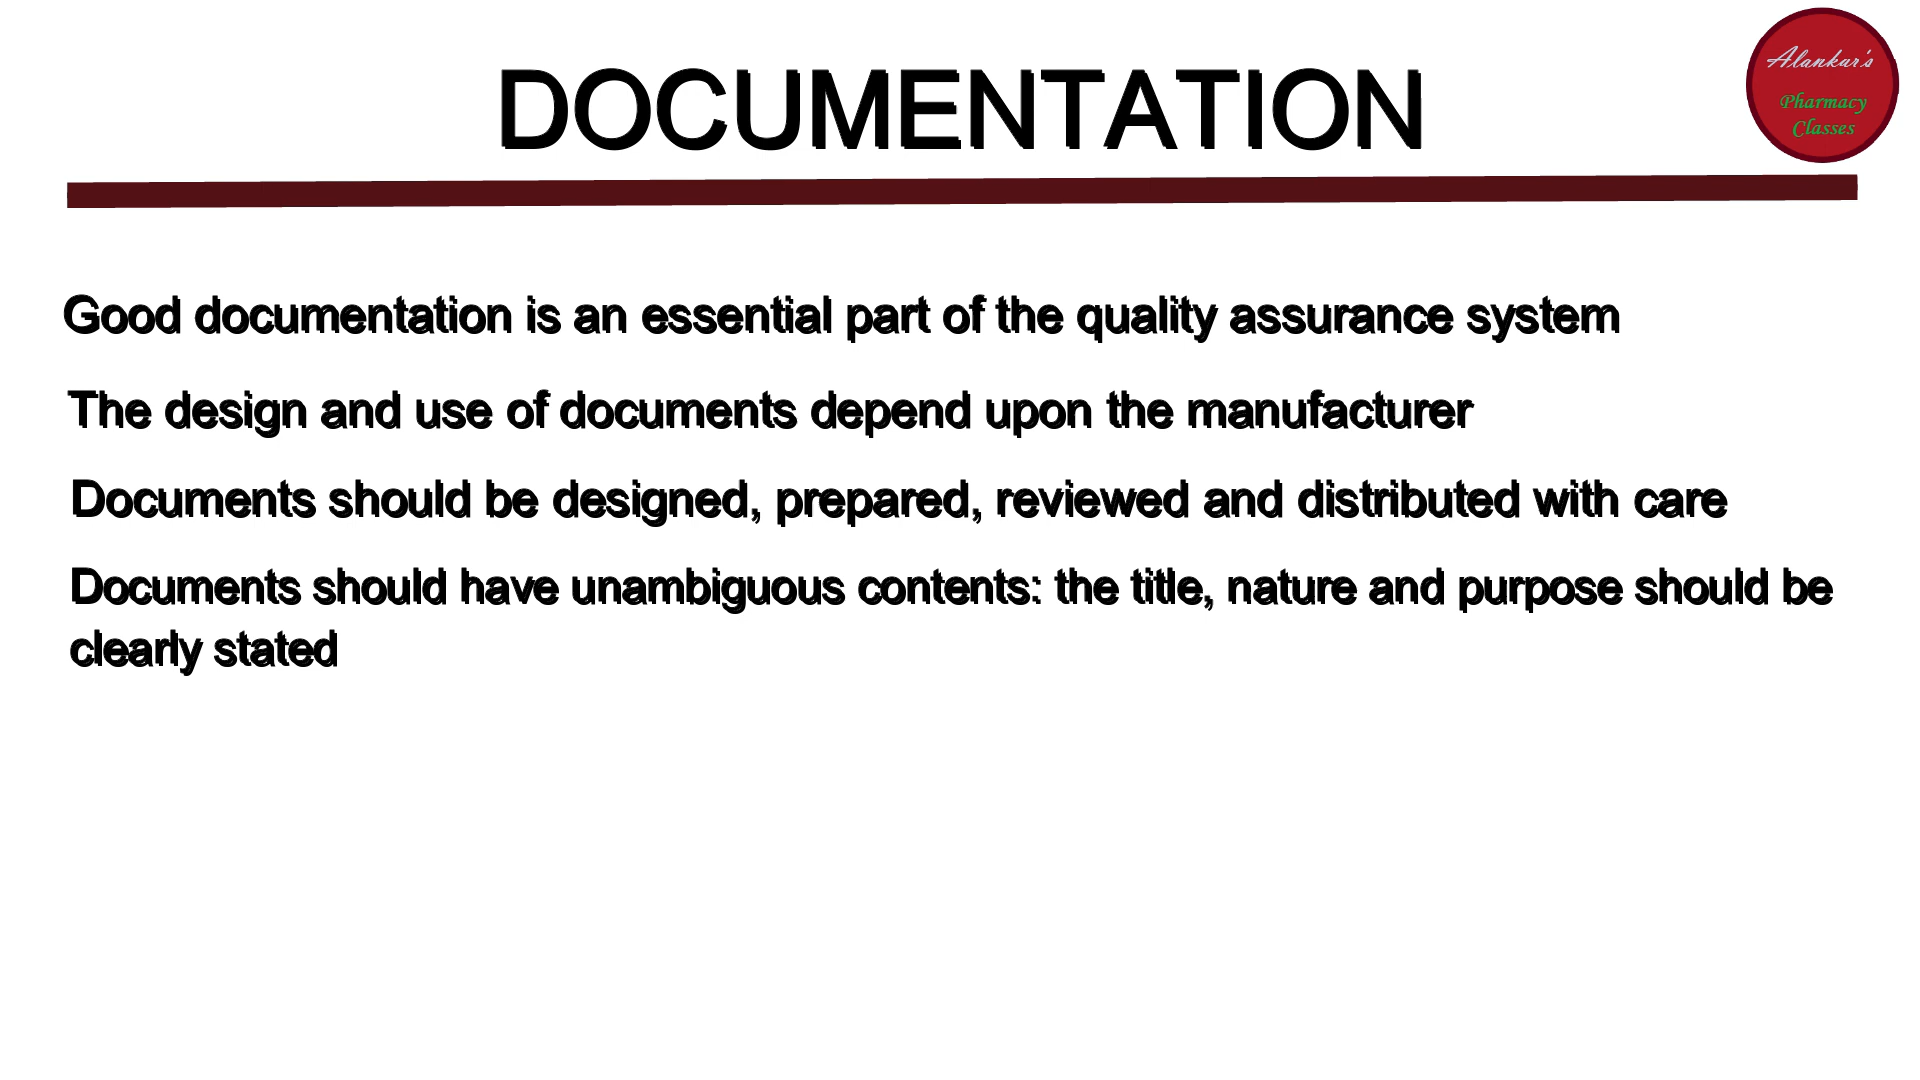 DOCUMENTATION
Alankar's
Pharmacy
Classes
Good documentation is an essential part of the quality assurance system
The design and use of documents depend upon the manufacturer
Documents should be designed, prepared, reviewed and distributed with care
Documents should have unambiguous contents: the title, nature and purpose should be
clearly stated